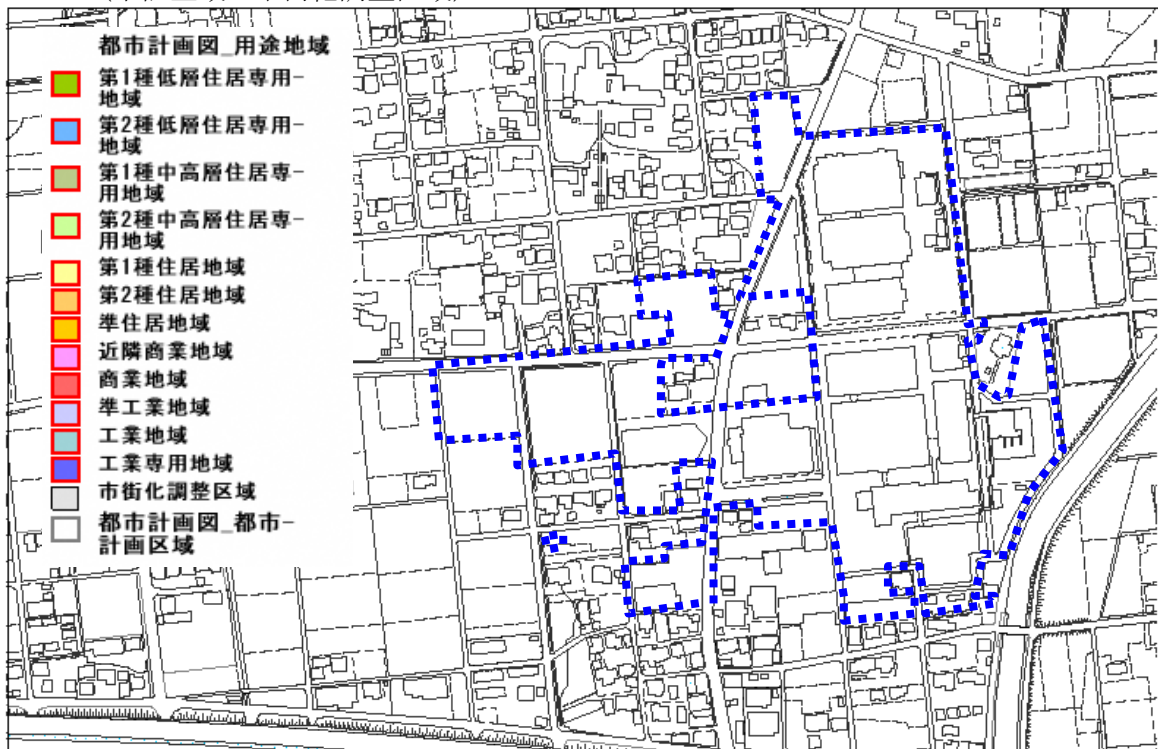 都市計画図_用途地域
第1種低層住居専用-
地域
第2種低層住居専用-
地域
第1種中高層住居専-
用地域
第2種中高層住居専-
用地域
第1種住居地域
第2種住居地域
準住居地域
近隣商業地域
商業地域
準工業地域
工業地域
工業専用地域
市街化調整区域
都市計画図_都市-
計画区域